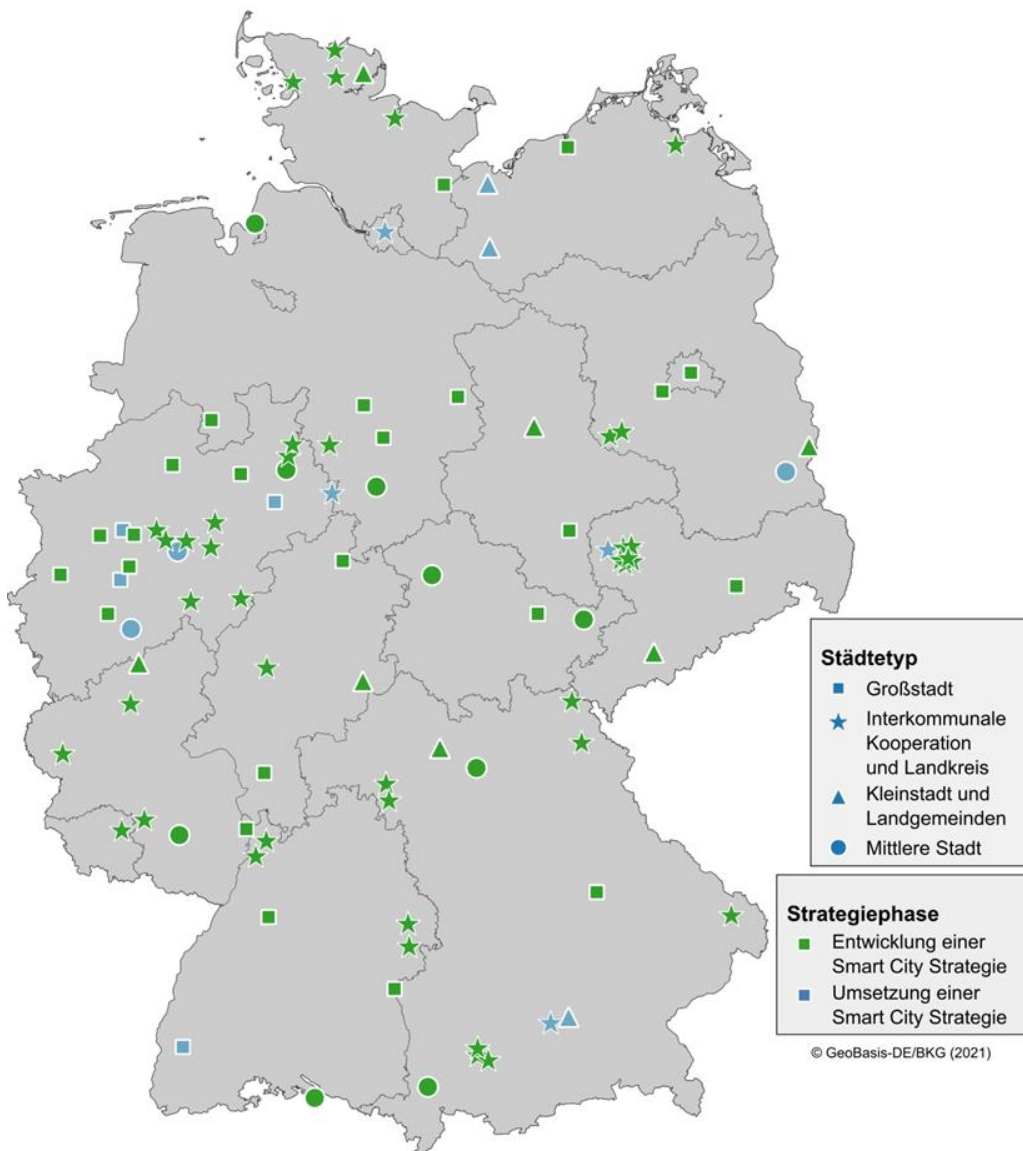 Städtetyp
Großstadt
Interkommunale
Kooperation
und Landkreis
Kleinstadt und
Landgemeinden
Mittlere Stadt
Strategiephase
Entwicklung einer
Smart City Strategie
Umsetzung einer
Smart City Strategie
© GeoBasis-DE/BKG (2021)